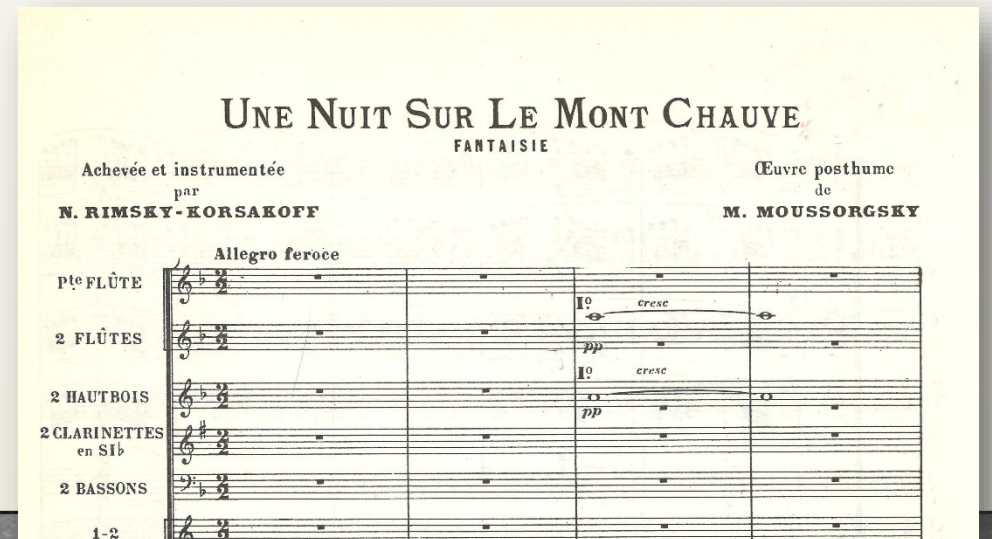 UNE NUIT SUR LE MONT CHAUVE
FANTAISIE
Achevée et instrumentée
par
N. RIMSKY-KORSAKOFF
Œuvre posthume
de
M. MOUSSORGSKY
Allegro feroce
Pte FLÛTE
Iº cresc
2 FLÛTES
pp
Iº cresc
2 HAUTBOIS
pp
2 CLARINETTES
en SI♭
2 BASSONS
1-2